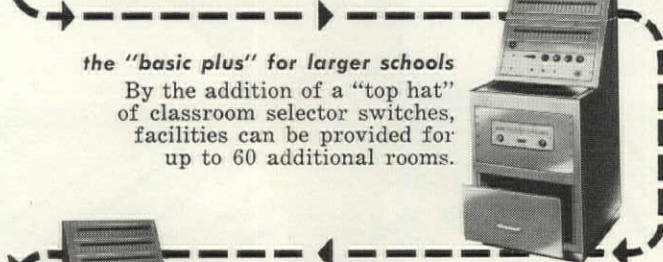 the "basic plus" for larger schools
By the addition of a "top hat"
of classroom selector switches,
facilities can be provided for
up to 60 additional rooms.